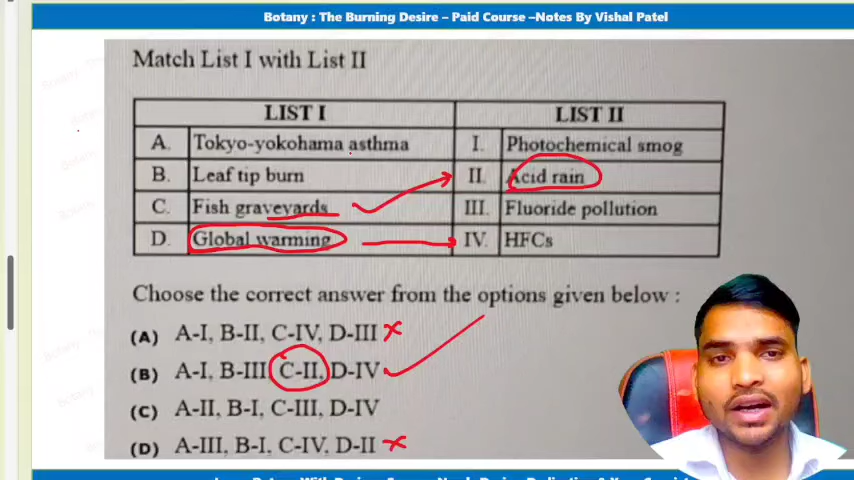 Botany : The Burning Desire – Paid Course –Notes By Vishal Patel
Match List I with List II
LIST I LIST II
A. Tokyo-yokohama asthma I. Photochemical smog
B. Leaf tip burn II. Acid rain
C. Fish graveyards III. Fluoride pollution
D. Global warming IV. HFCs
Choose the correct answer from the options given below :
(A) A-I, B-II, C-IV, D-III
(B) A-I, B-III, C-II, D-IV
(C) A-II, B-I, C-III, D-IV
(D) A-III, B-I, C-IV, D-II